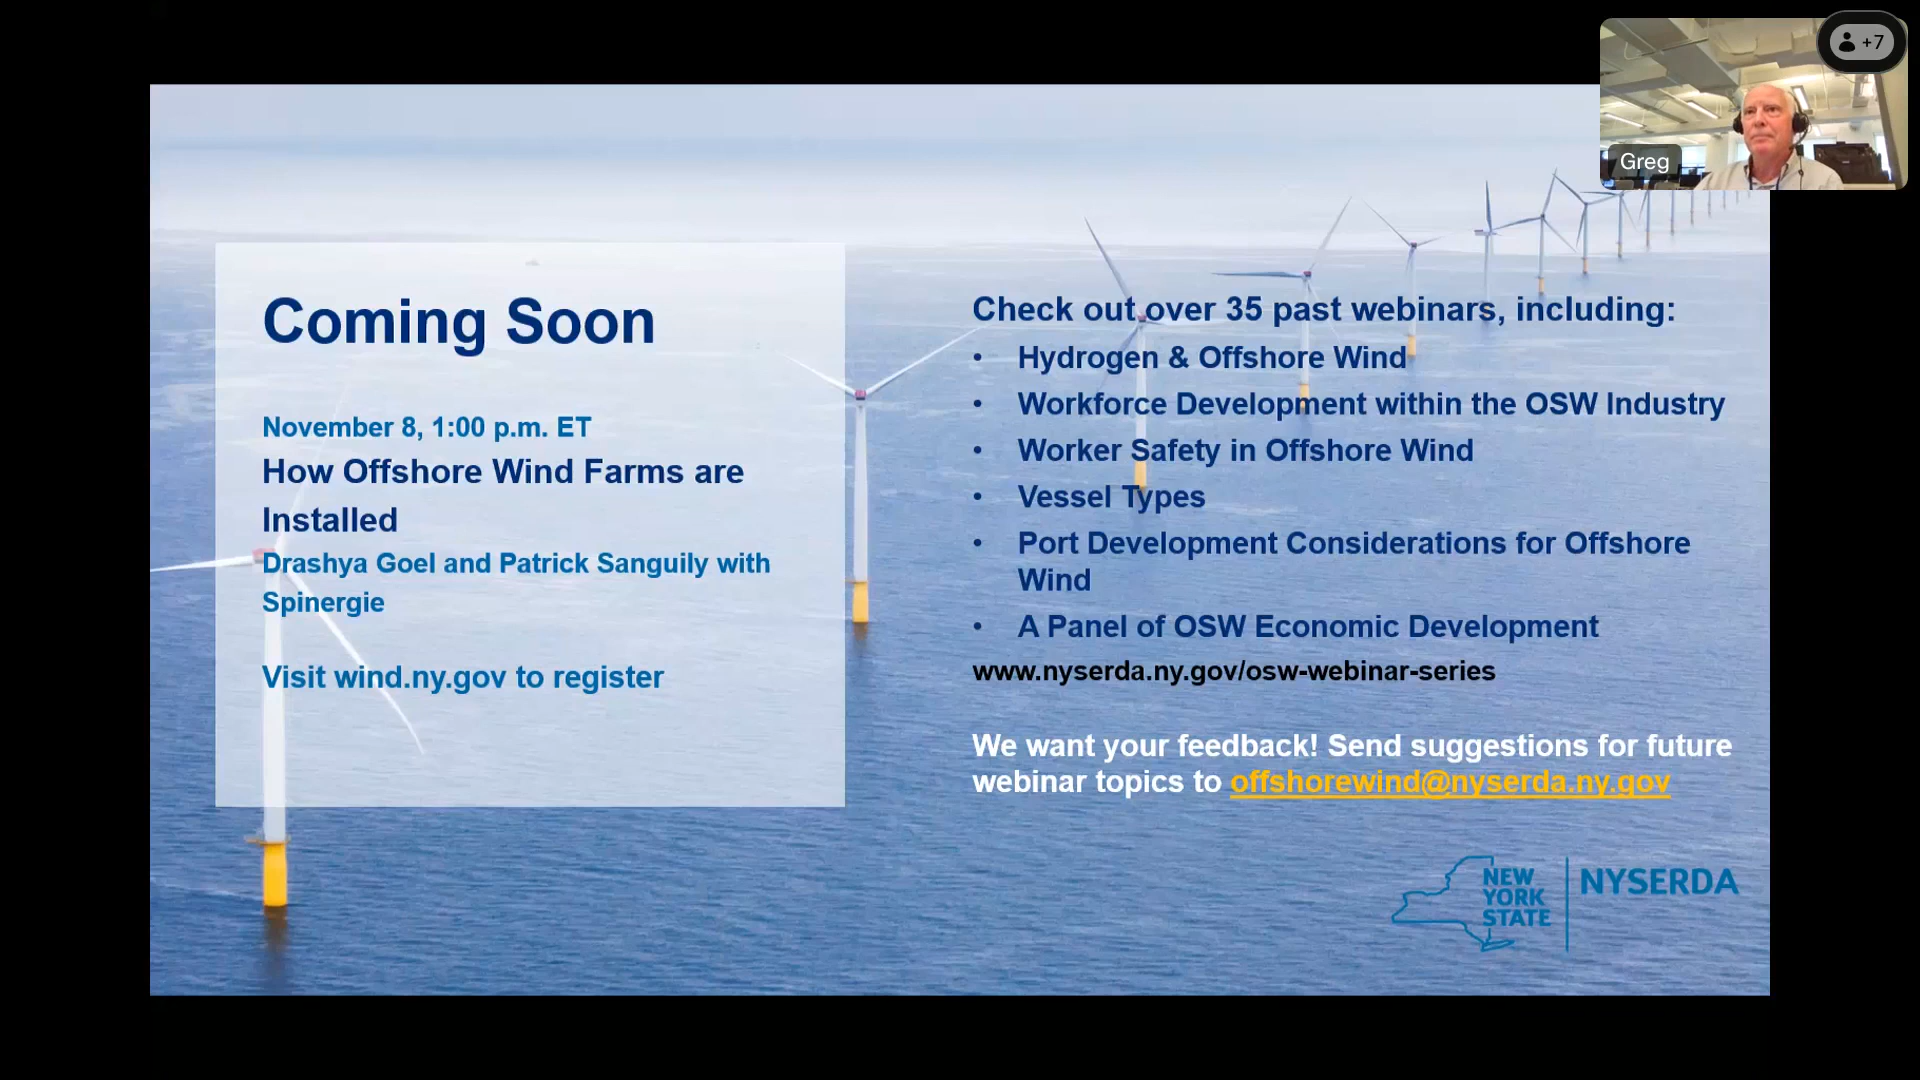 +7
Greg
Coming Soon
November 8, 1:00 p.m. ET
How Offshore Wind Farms are
Installed
Drashya Goel and Patrick Sanguily with
Spinergie
Visit wind.ny.gov to register
Check out over 35 past webinars, including:
• Hydrogen & Offshore Wind
• Workforce Development within the OSW Industry
• Worker Safety in Offshore Wind
• Vessel Types
• Port Development Considerations for Offshore
Wind
• A Panel of OSW Economic Development
www.nyserda.ny.gov/osw-webinar-series
We want your feedback! Send suggestions for future
webinar topics to offshorewind@nyserda.ny.gov
NEW
YORK
STATE
NYSERDA